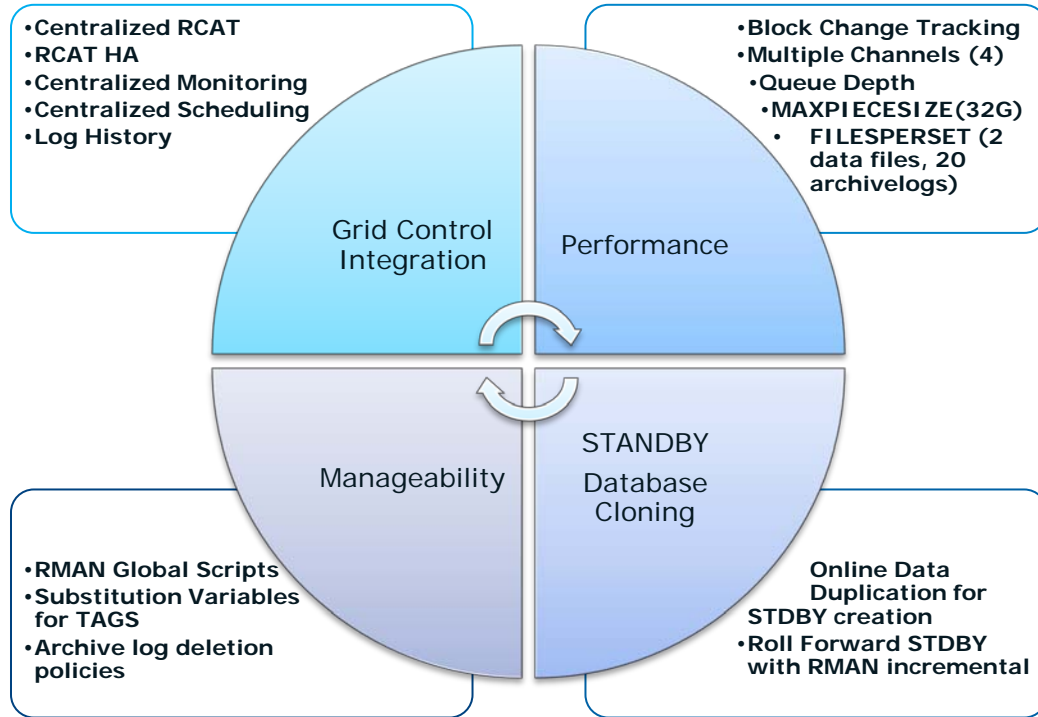 •Centralized RCAT
•RCAT HA
•Centralized Monitoring
•Centralized Scheduling
•Log History
•Block Change Tracking
•Multiple Channels (4)
•Queue Depth
•MAXPIECESIZE(32G)
• FILESPERSET (2
data files, 20
archivelogs)
Grid Control
Integration
Performance
Manageability
STANDBY
Database
Cloning
•RMAN Global Scripts
•Substitution Variables
for TAGS
•Archive log deletion
policies
Online Data
Duplication for
STDBY creation
•Roll Forward STDBY
with RMAN incremental